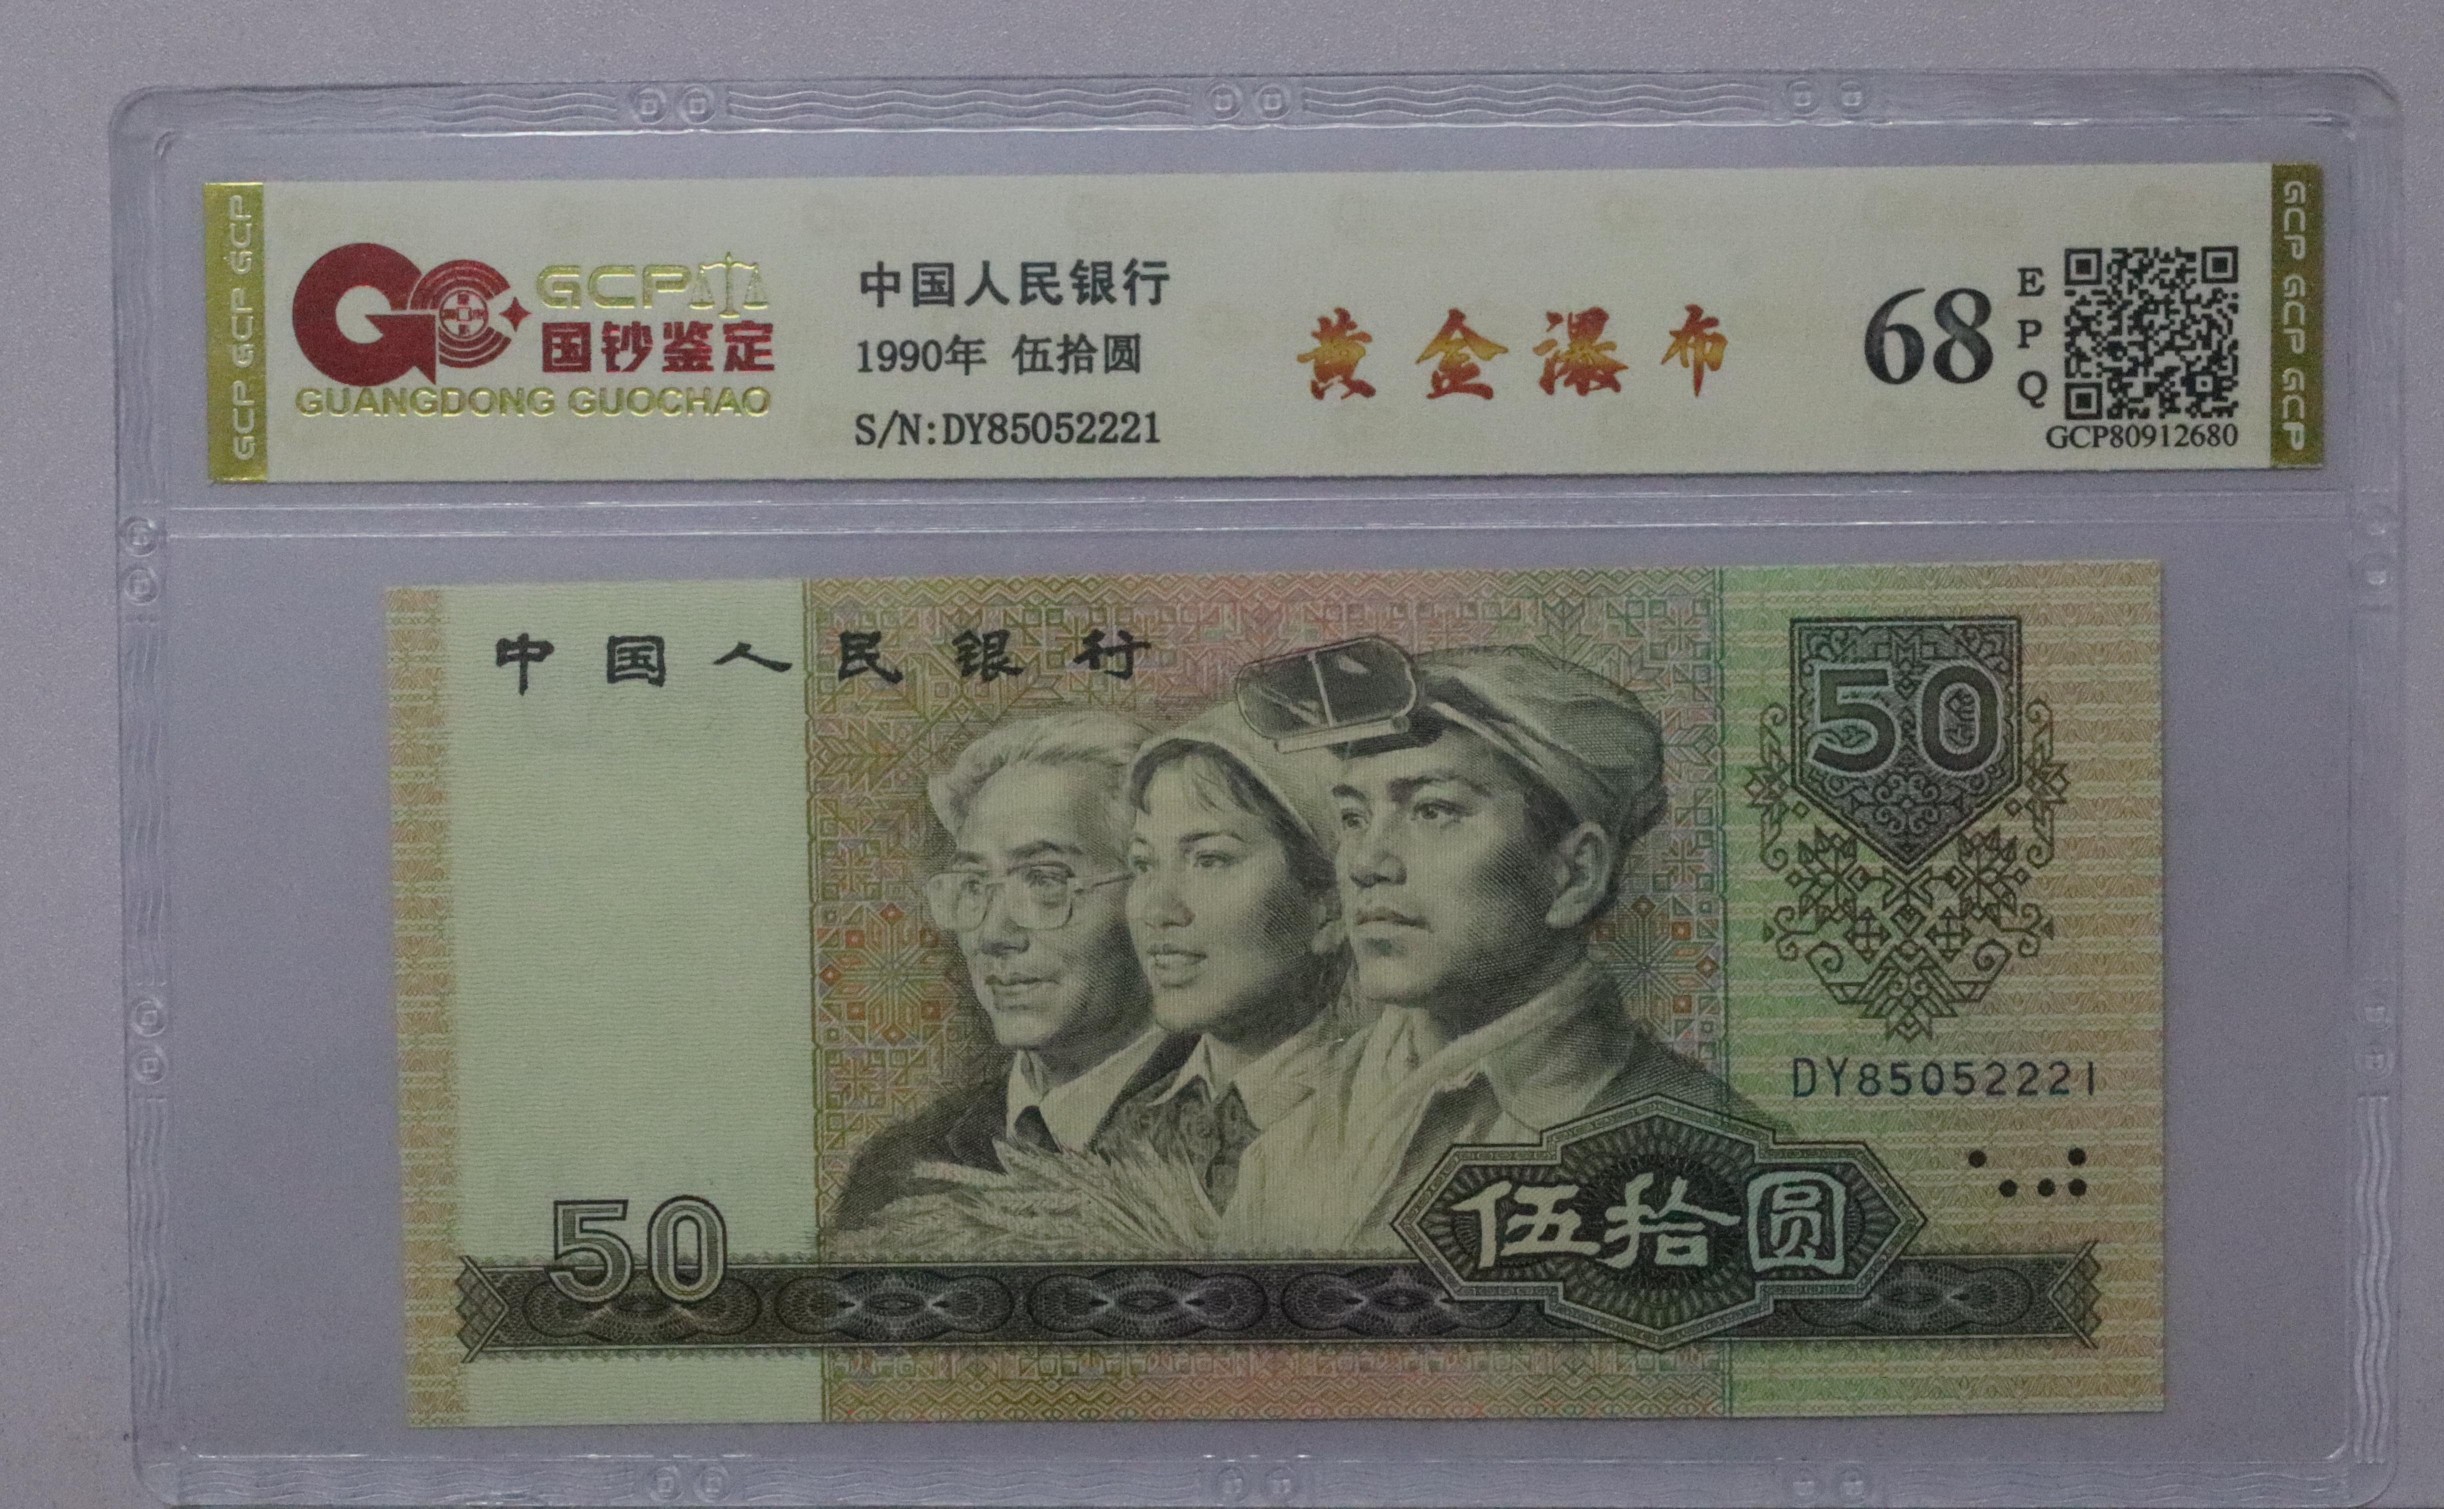 GCP GCP GCP
GCP
国钞鉴定
GUANGDONG GUOCHAO
中国人民银行
1990年 伍拾圆
S/N:DY85052221
黄金瀑布
68
EPQ
GCP80912680
GCP GCP GCP
中国人民银行
50
DY85052221
50
伍拾圆